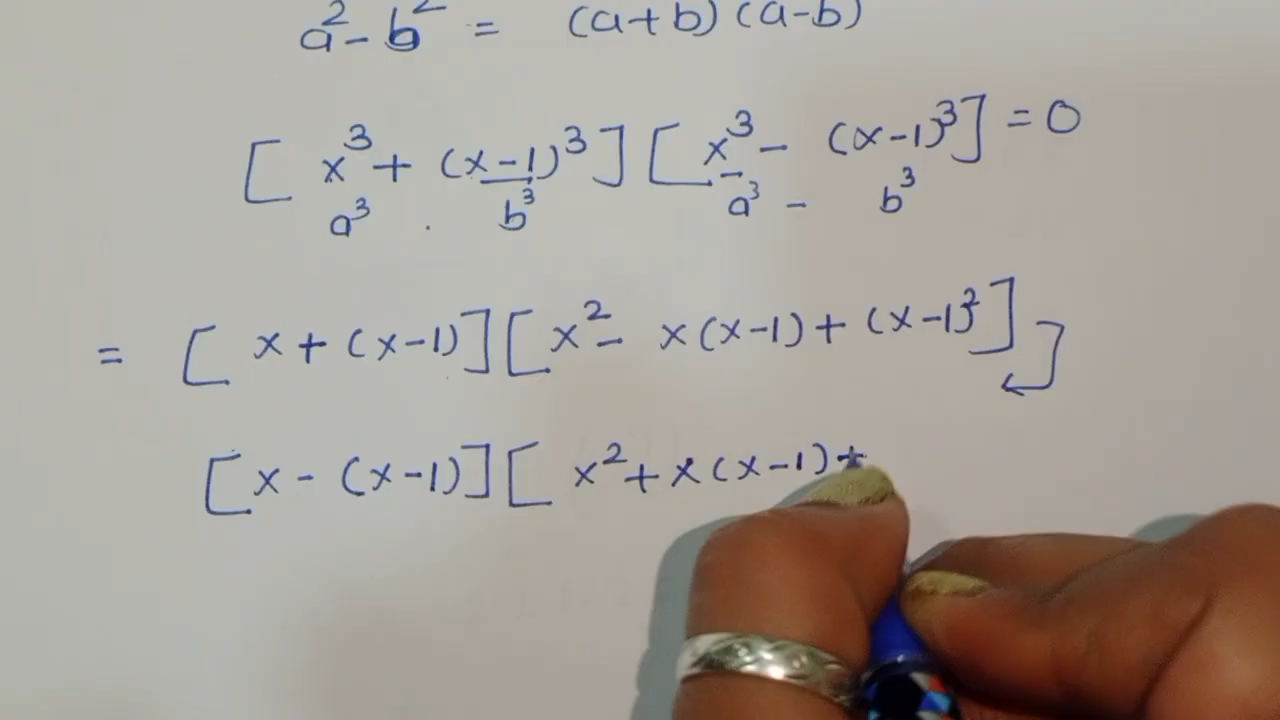 a² - b² = (a+b)(a-b)
[x³ + (x-1)³][x³ - (x-1)³] = 0
a³ . b³ a³ - b³
= [x + (x-1)][x² - x(x-1) + (x-1)²]
[x - (x-1)][x² + x(x-1) +